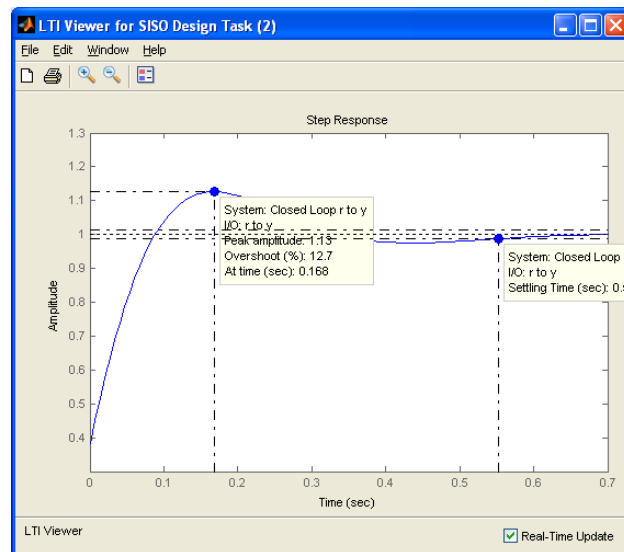 LTI Viewer for SISO Design Task (2)
File Edit Window Help
Step Response
1.3
1.2
1.1
1
0.9
0.8
0.7
0.6
0.5
0.4
Amplitude
System: Closed Loop r to y
I/O: r to y
Peak amplitude: 1.13
Overshoot (%): 12.7
At time (sec): 0.168
System: Closed Loop
I/O: r to y
Settling Time (sec): 0.
0 0.1 0.2 0.3 0.4 0.5 0.6 0.7
Time (sec)
LTI Viewer
Real-Time Update